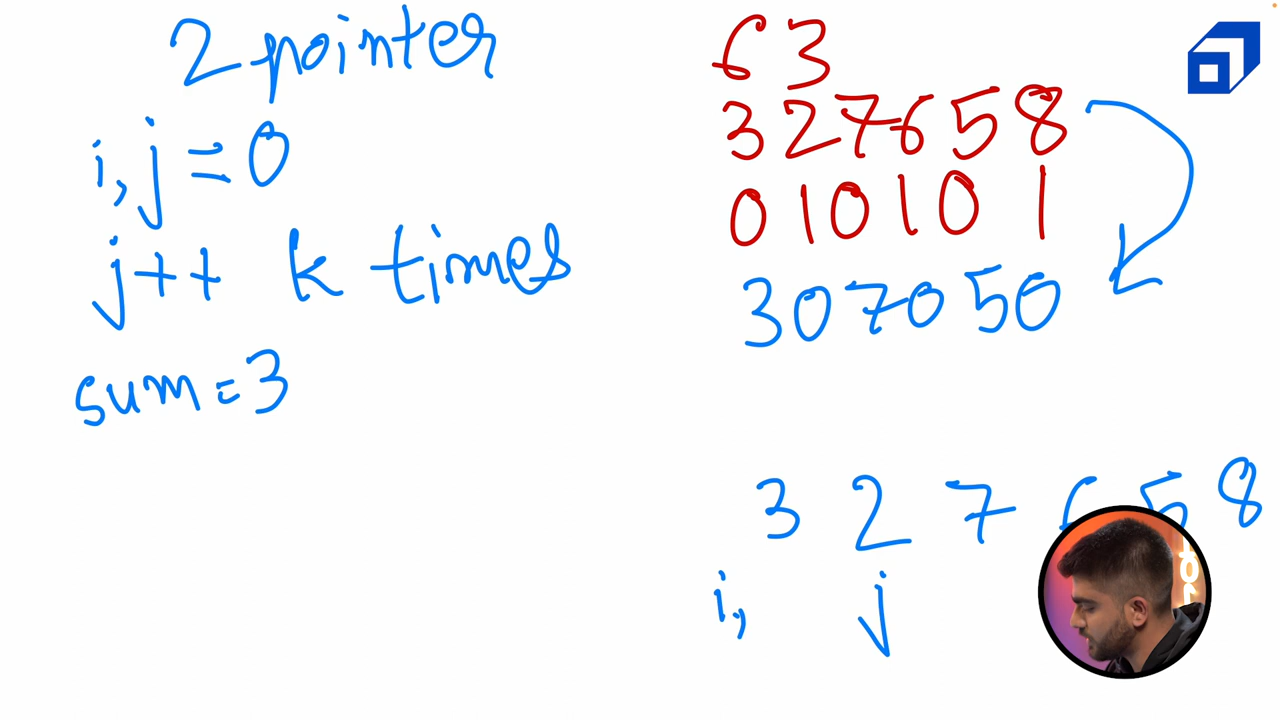 2 pointer
i, j = 0
j++ k times
sum = 3
6 3
3 2 7 6 5 8
0 1 0 1 0 1
3 0 7 0 5 0
3 2 7 6 5 8
i, j